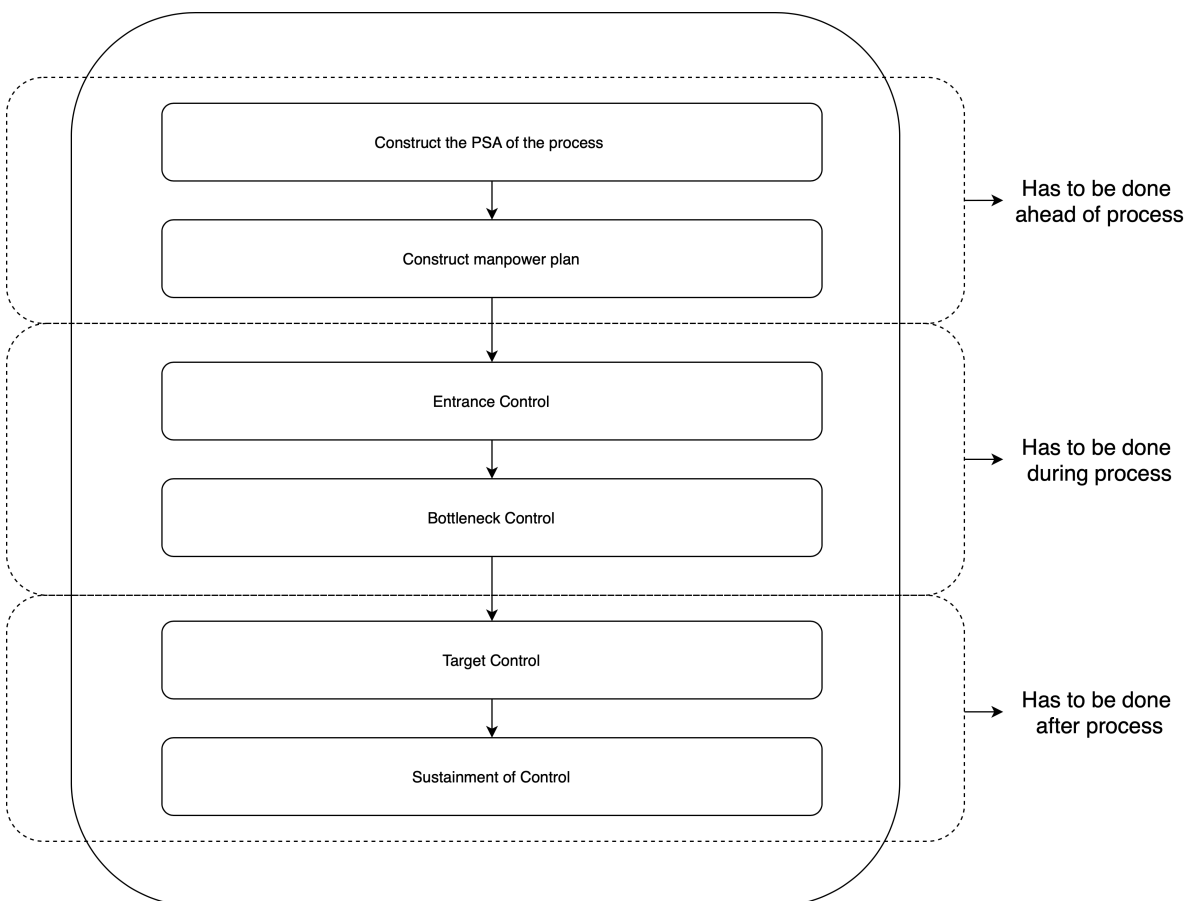 Construct the PSA of the process
Has to be done
ahead of process
Construct manpower plan
Entrance Control
Has to be done
during process
Bottleneck Control
Target Control
Has to be done
after process
Sustainment of Control